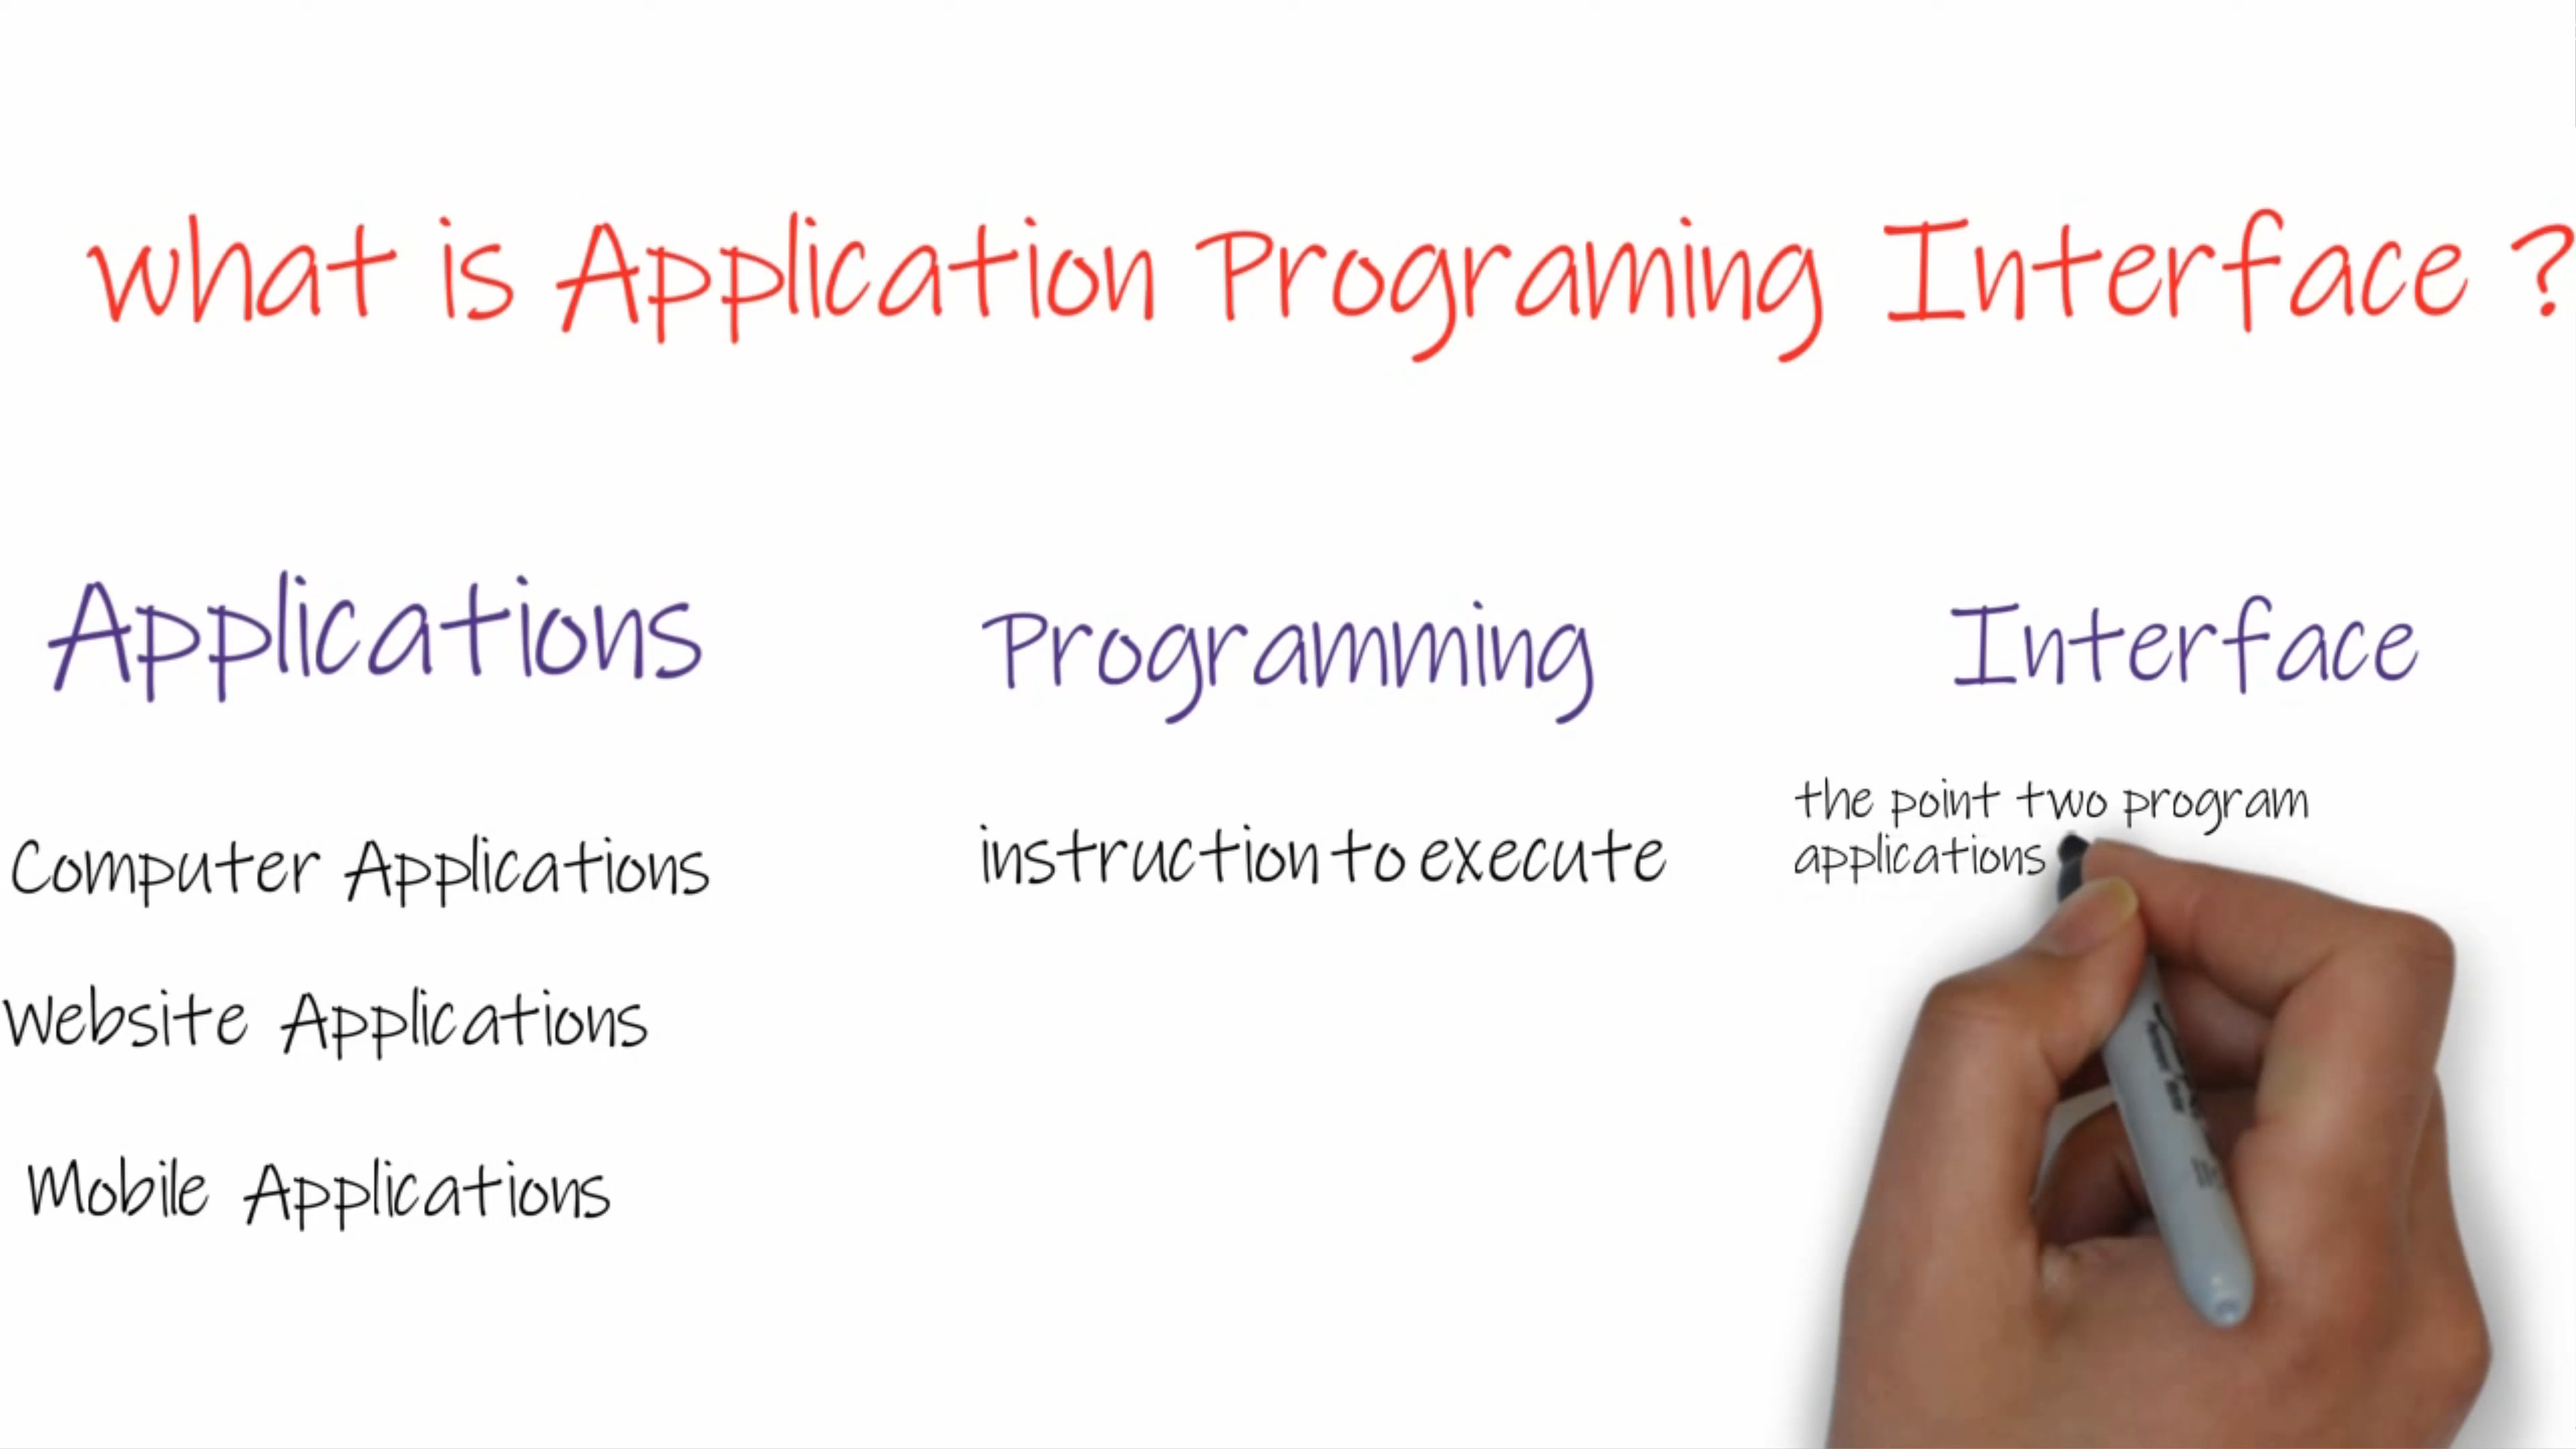 what is Application Programing Interface ?
Applications
Programming
Interface
Computer Applications
Website Applications
Mobile Applications
instruction to execute
the point two program
applications